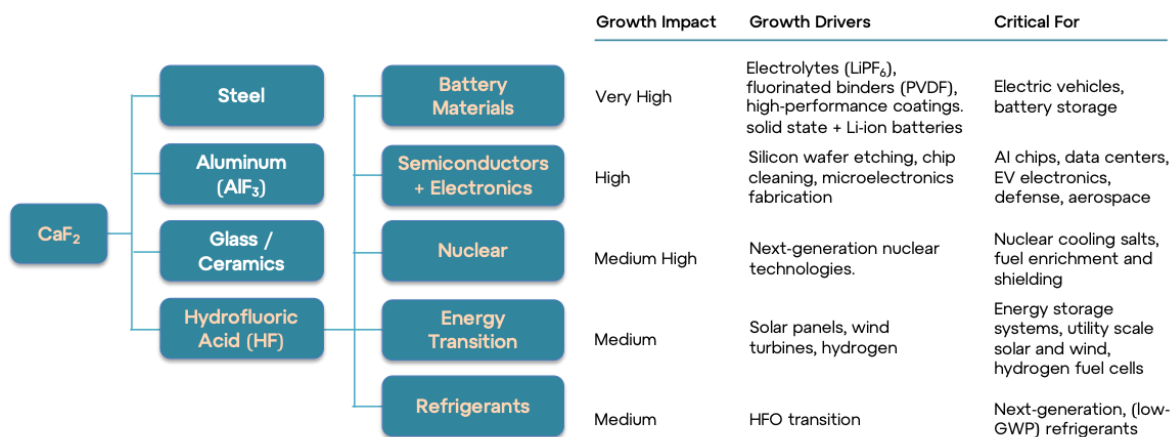 Growth Impact
Growth Drivers
Critical For
CaF₂
Steel
Aluminum
(AlF₃)
Glass /
Ceramics
Hydrofluoric
Acid (HF)
Battery
Materials
Very High
Electrolytes (LiPF₆),
fluorinated binders (PVDF),
high-performance coatings.
solid state + Li-ion batteries
Electric vehicles,
battery storage
Semiconductors
+ Electronics
High
Silicon wafer etching, chip
cleaning, microelectronics
fabrication
AI chips, data centers,
EV electronics,
defense, aerospace
Nuclear
Medium High
Next-generation nuclear
technologies.
Nuclear cooling salts,
fuel enrichment and
shielding
Energy
Transition
Medium
Solar panels, wind
turbines, hydrogen
Energy storage
systems, utility scale
solar and wind,
hydrogen fuel cells
Refrigerants
Medium
HFO transition
Next-generation, (low-
GWP) refrigerants